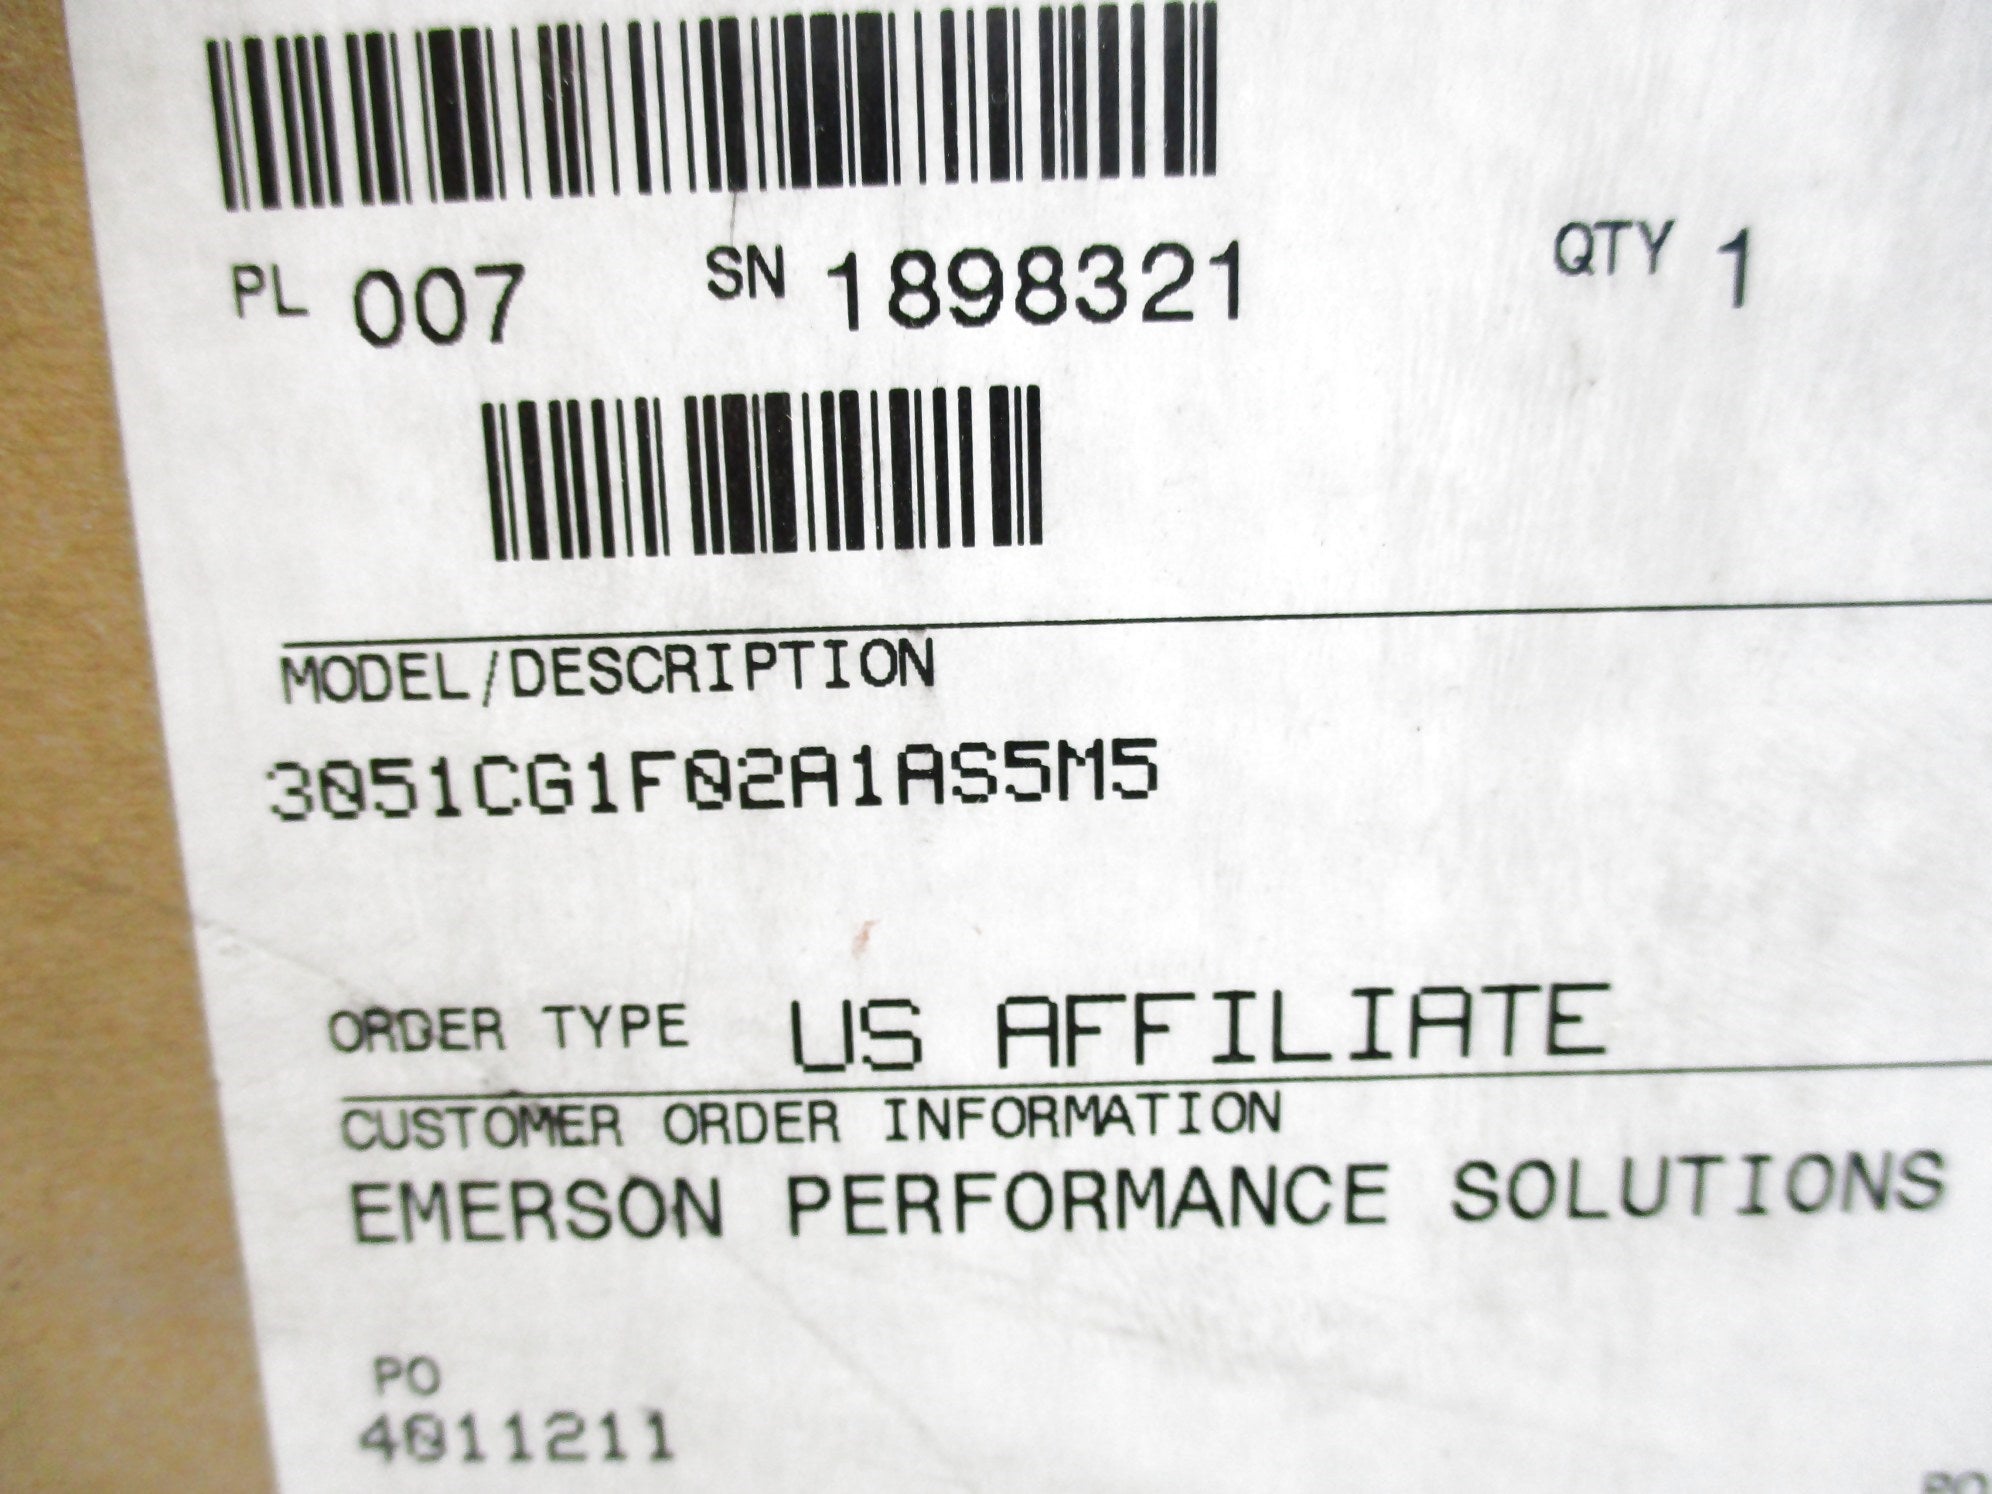 PL 007 SN 1898321 QTY 1
MODEL/DESCRIPTION
3051CG1F02A1AS5M5
ORDER TYPE US AFFILIATE
CUSTOMER ORDER INFORMATION
EMERSON PERFORMANCE SOLUTIONS
PO
4011211
PO